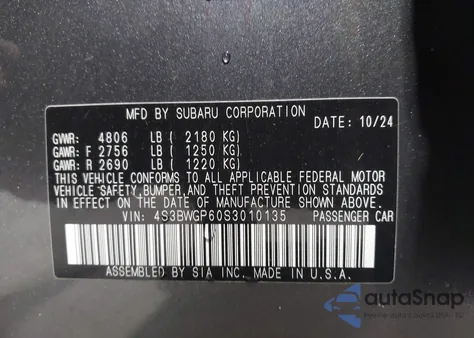 MFD BY SUBARU CORPORATION
DATE: 10/24
GVWR: 4806 LB ( 2180 KG)
GAWR: F 2756 LB ( 1250 KG)
GAWR: R 2690 LB ( 1220 KG)
THIS VEHICLE CONFORMS TO ALL APPLICABLE FEDERAL MOTOR
VEHICLE SAFETY, BUMPER, AND THEFT PREVENTION STANDARDS
IN EFFECT ON THE DATE OF MANUFACTURE SHOWN ABOVE.
VIN: 4S3BWGP60S3010135 PASSENGER CAR
ASSEMBLED BY SIA INC. MADE IN U.S.A.
autoSnap